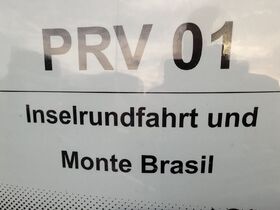 PRV 01
Inselrundfahrt und
Monte Brasil